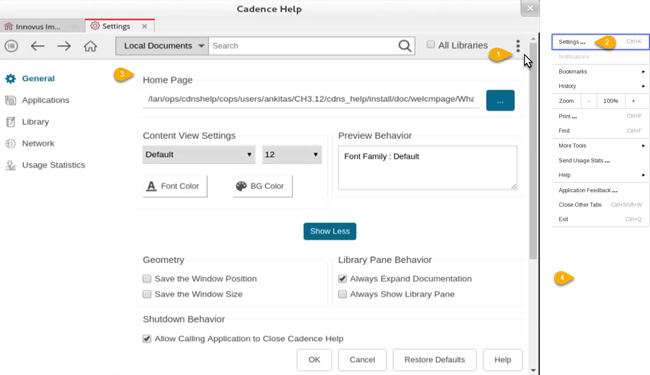 Cadence Help
Innovus Im...
Settings
Local Documents
Search
All Libraries
1
3
General
Applications
Library
Network
Usage Statistics
Home Page
/lan/ops/cdnshelp/cops/users/ankitas/CH3.12/cdns_help/install/doc/welcmpage/Wha
...
Content View Settings
Default
12
A Font Color
BG Color
Preview Behavior
Font Family : Default
Show Less
Geometry
Save the Window Position
Save the Window Size
Library Pane Behavior
Always Expand Documentation
Always Show Library Pane
Shutdown Behavior
Allow Calling Application to Close Cadence Help
OK
Cancel
Restore Defaults
Help
Settings ...
2
Ctrl+K
Notifications
Bookmarks
History
Zoom - 100% +
Print ... Ctrl+P
Find Ctrl+F
More Tools
Send Usage Stats ...
Help
Application Feedback ...
Close Other Tabs Ctrl+Shift+W
Exit Ctrl+Q
4